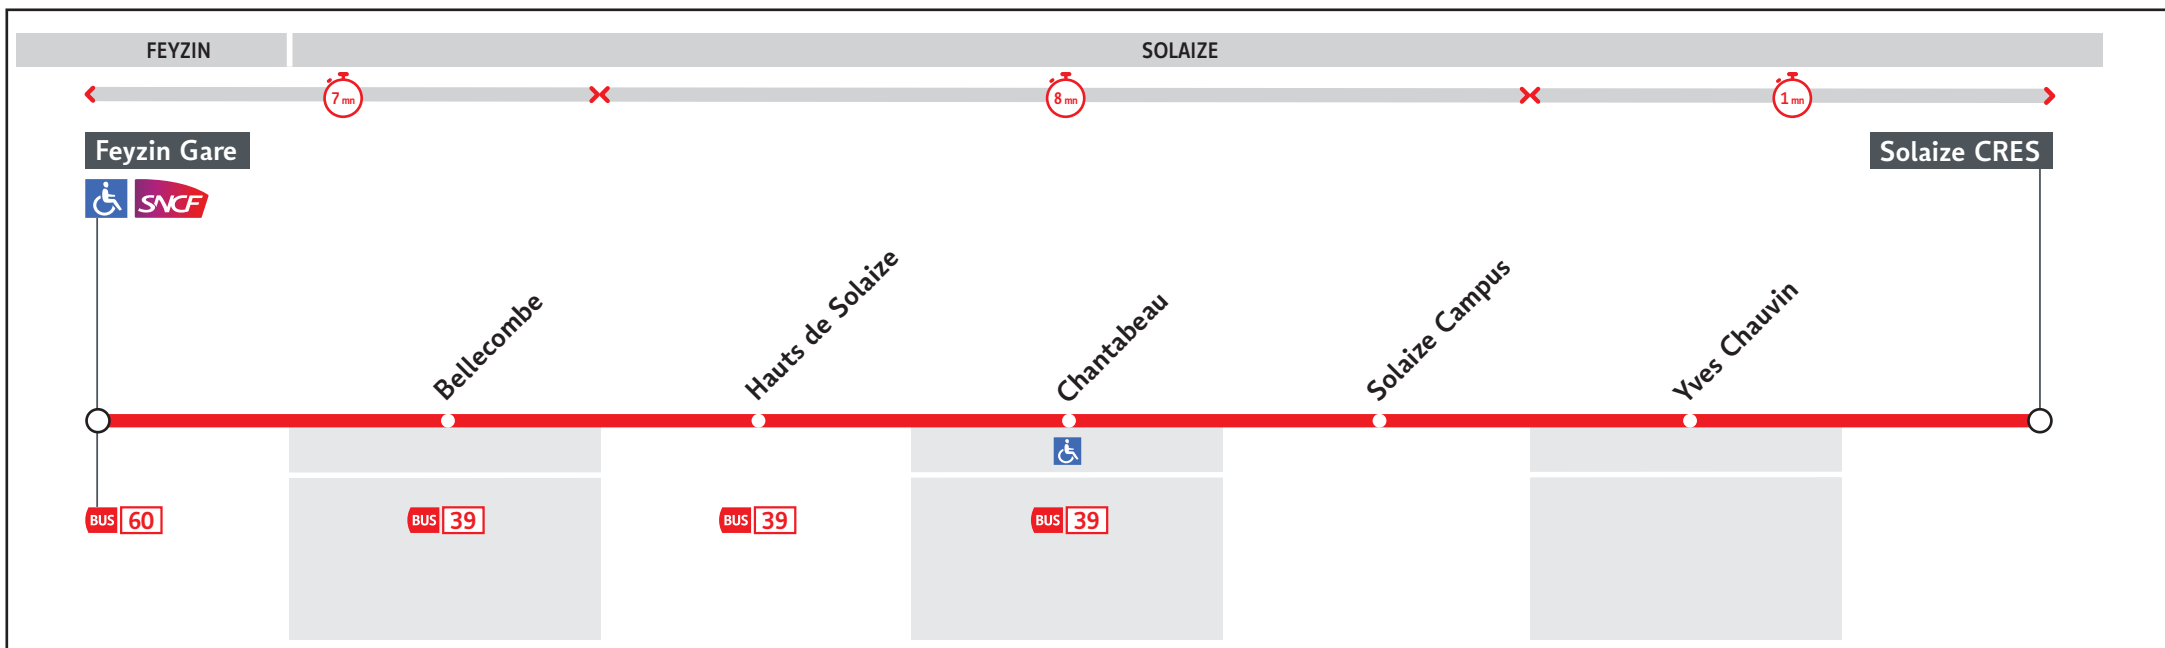 FEYZIN
SOLAIZE
7 mn
8 mn
1 mn
Feyzin Gare
Solaize CRES
SNCF
Bellecombe
Hauts de Solaize
Chantabeau
Solaize Campus
Yves Chauvin
BUS 60
BUS 39
BUS 39
BUS 39